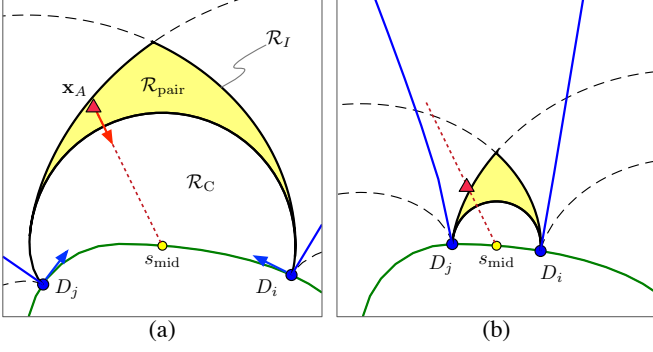 ℛ_I
x_A
ℛ_pair
ℛ_C
s_mid
D_j
D_i
(a)
D_j
s_mid
D_i
(b)